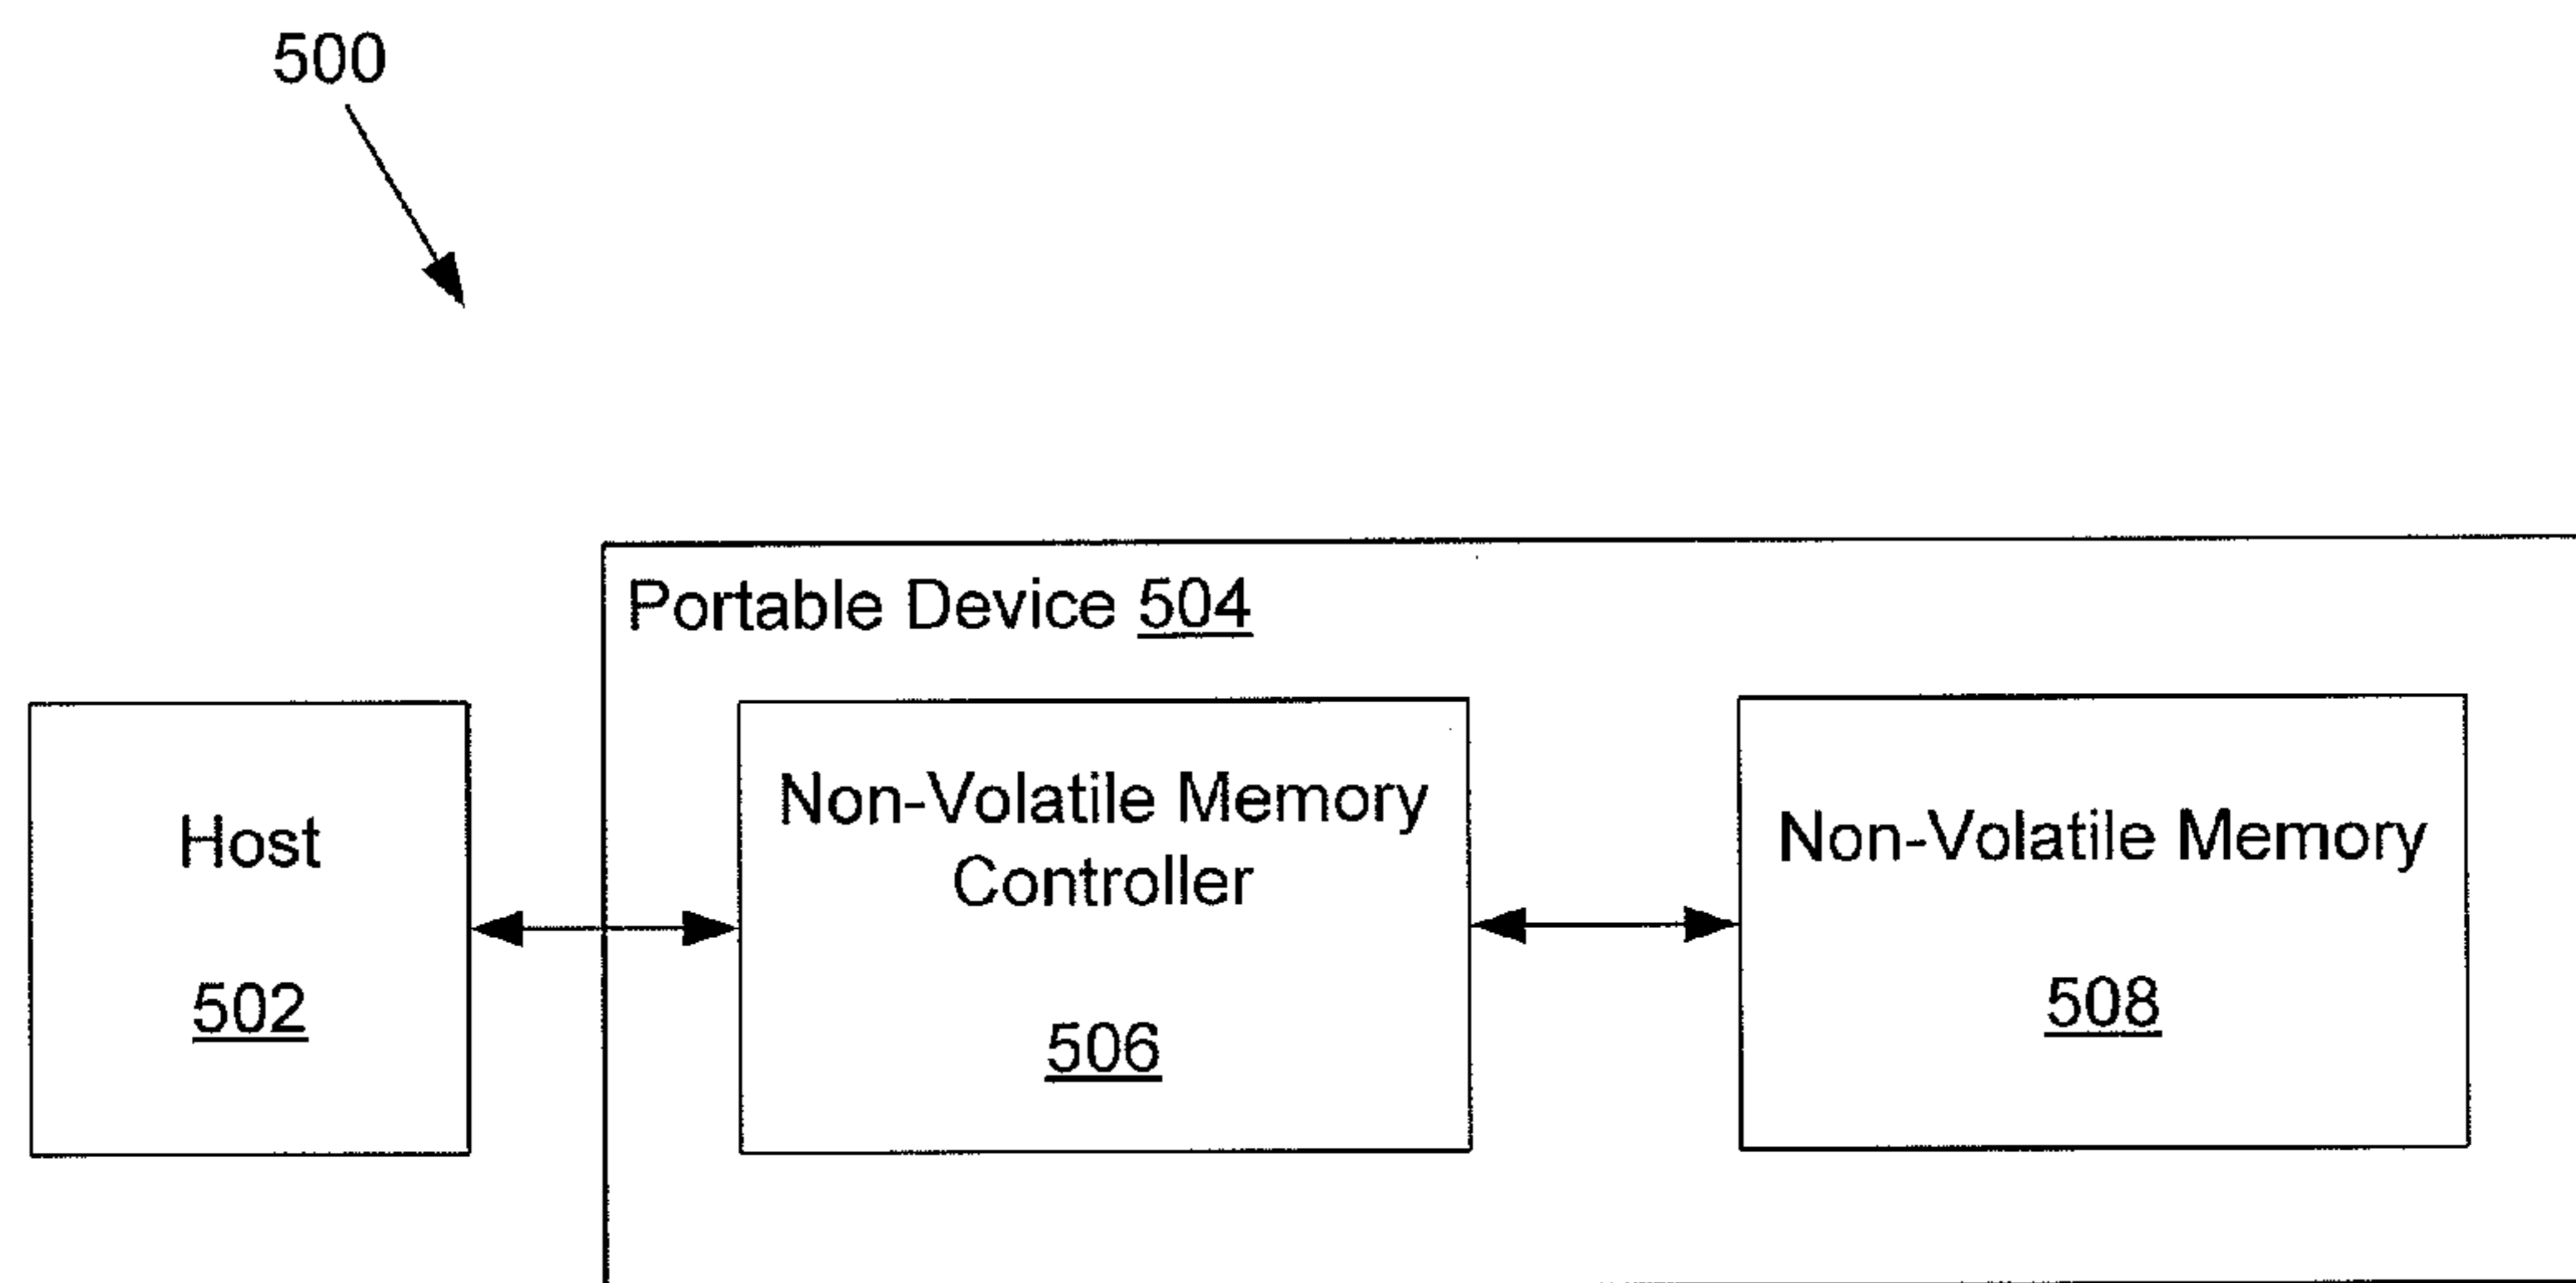 500
Portable Device 504
Host
502
Non-Volatile Memory
Controller
506
Non-Volatile Memory
508